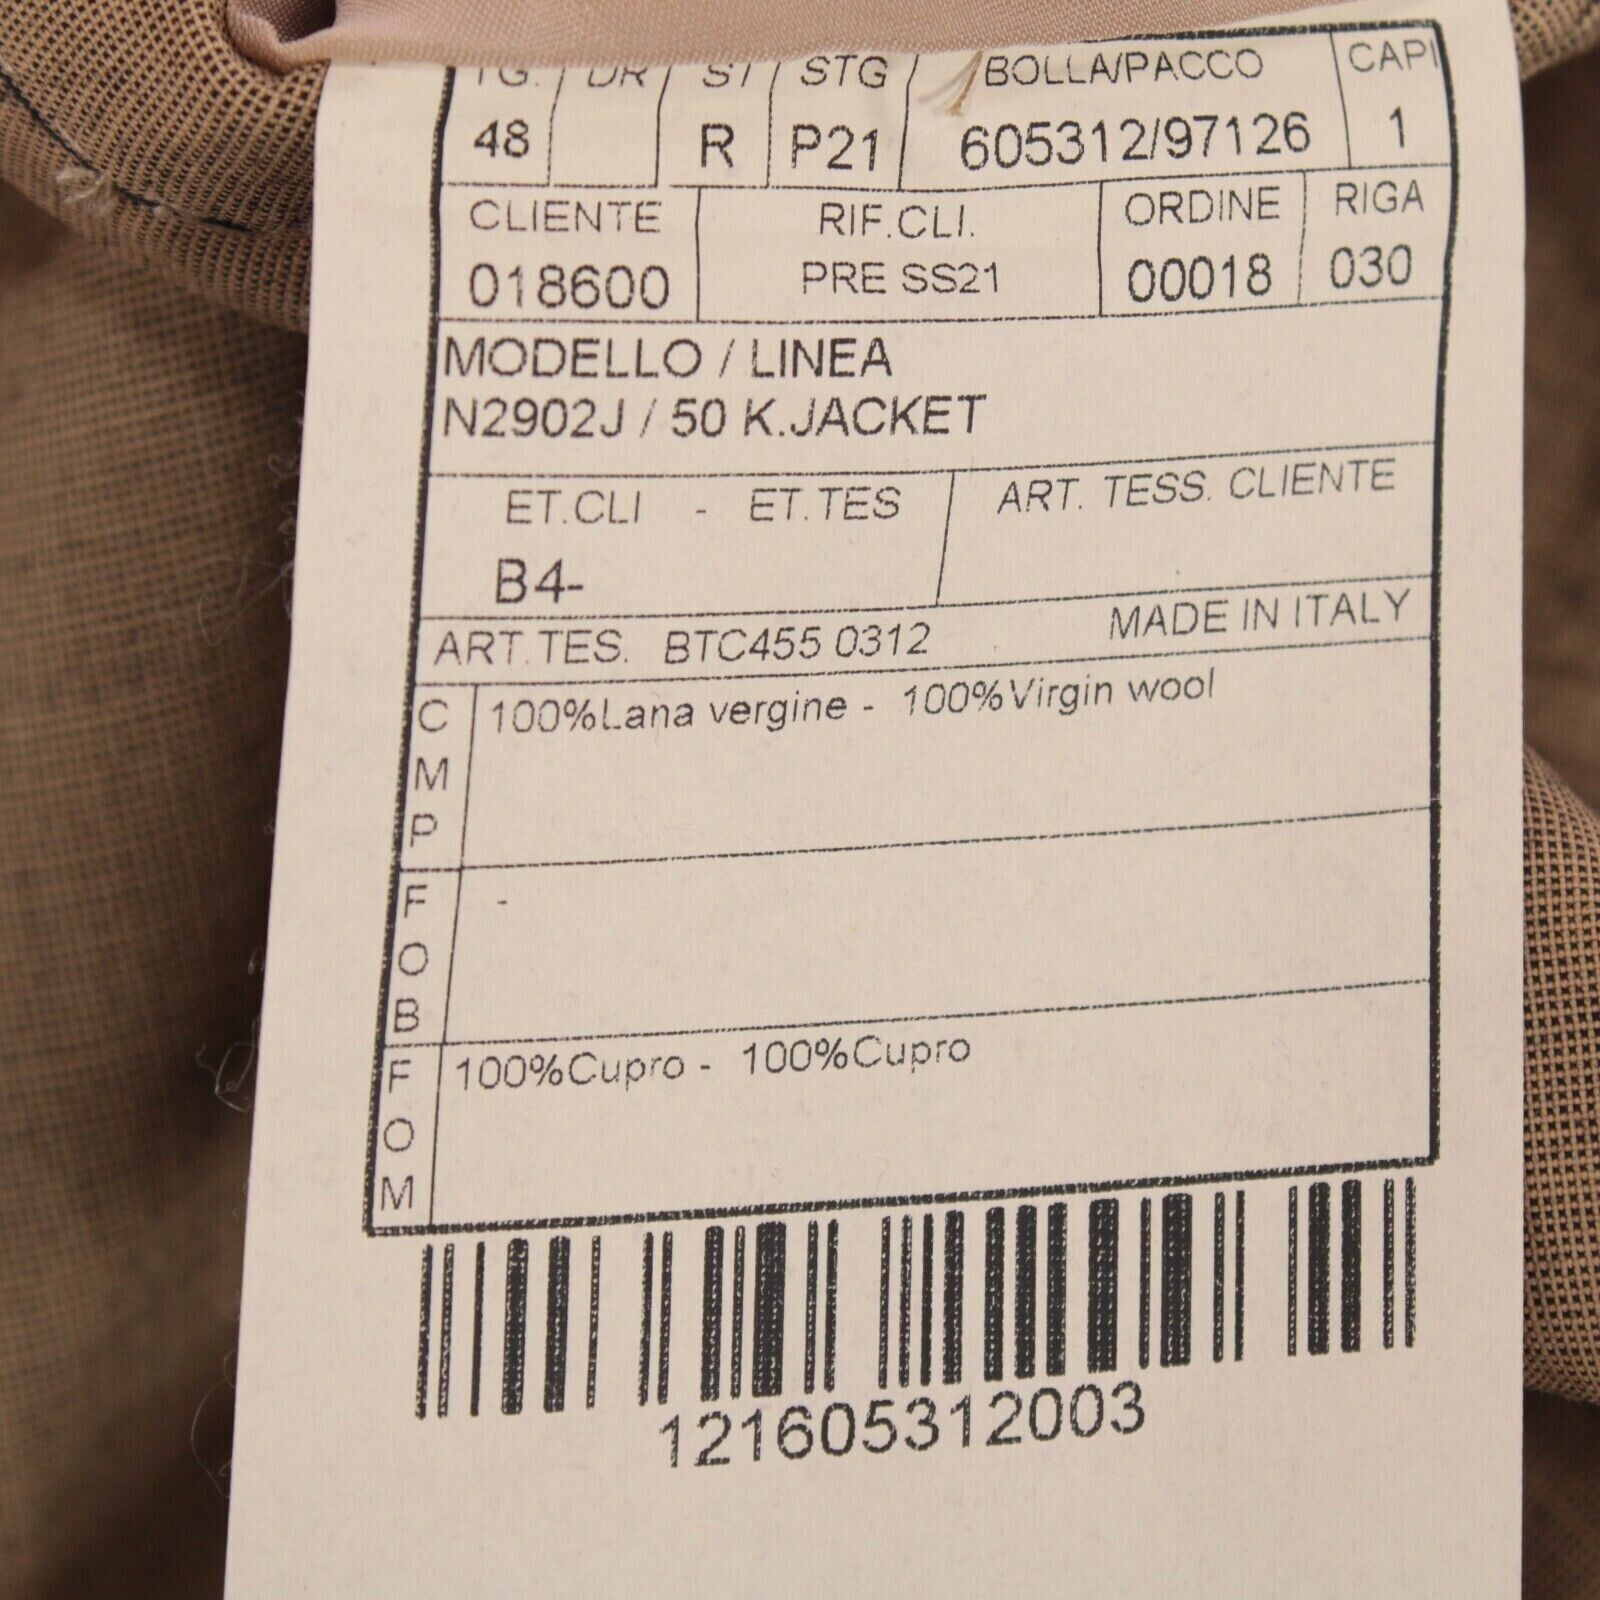 TG. DR ST STG BOLLA/PACCO CAPI
48 R P21 605312/97126 1
CLIENTE RIF.CLI. ORDINE RIGA
018600 PRE SS21 00018 030
MODELLO / LINEA
N2902J / 50 K.JACKET
ET.CLI - ET.TES ART. TESS. CLIENTE
B4-
ART.TES. BTC455 0312 MADE IN ITALY
CMP 100%Lana vergine - 100%Virgin wool
FOB -
FOM 100%Cupro - 100%Cupro
121605312003